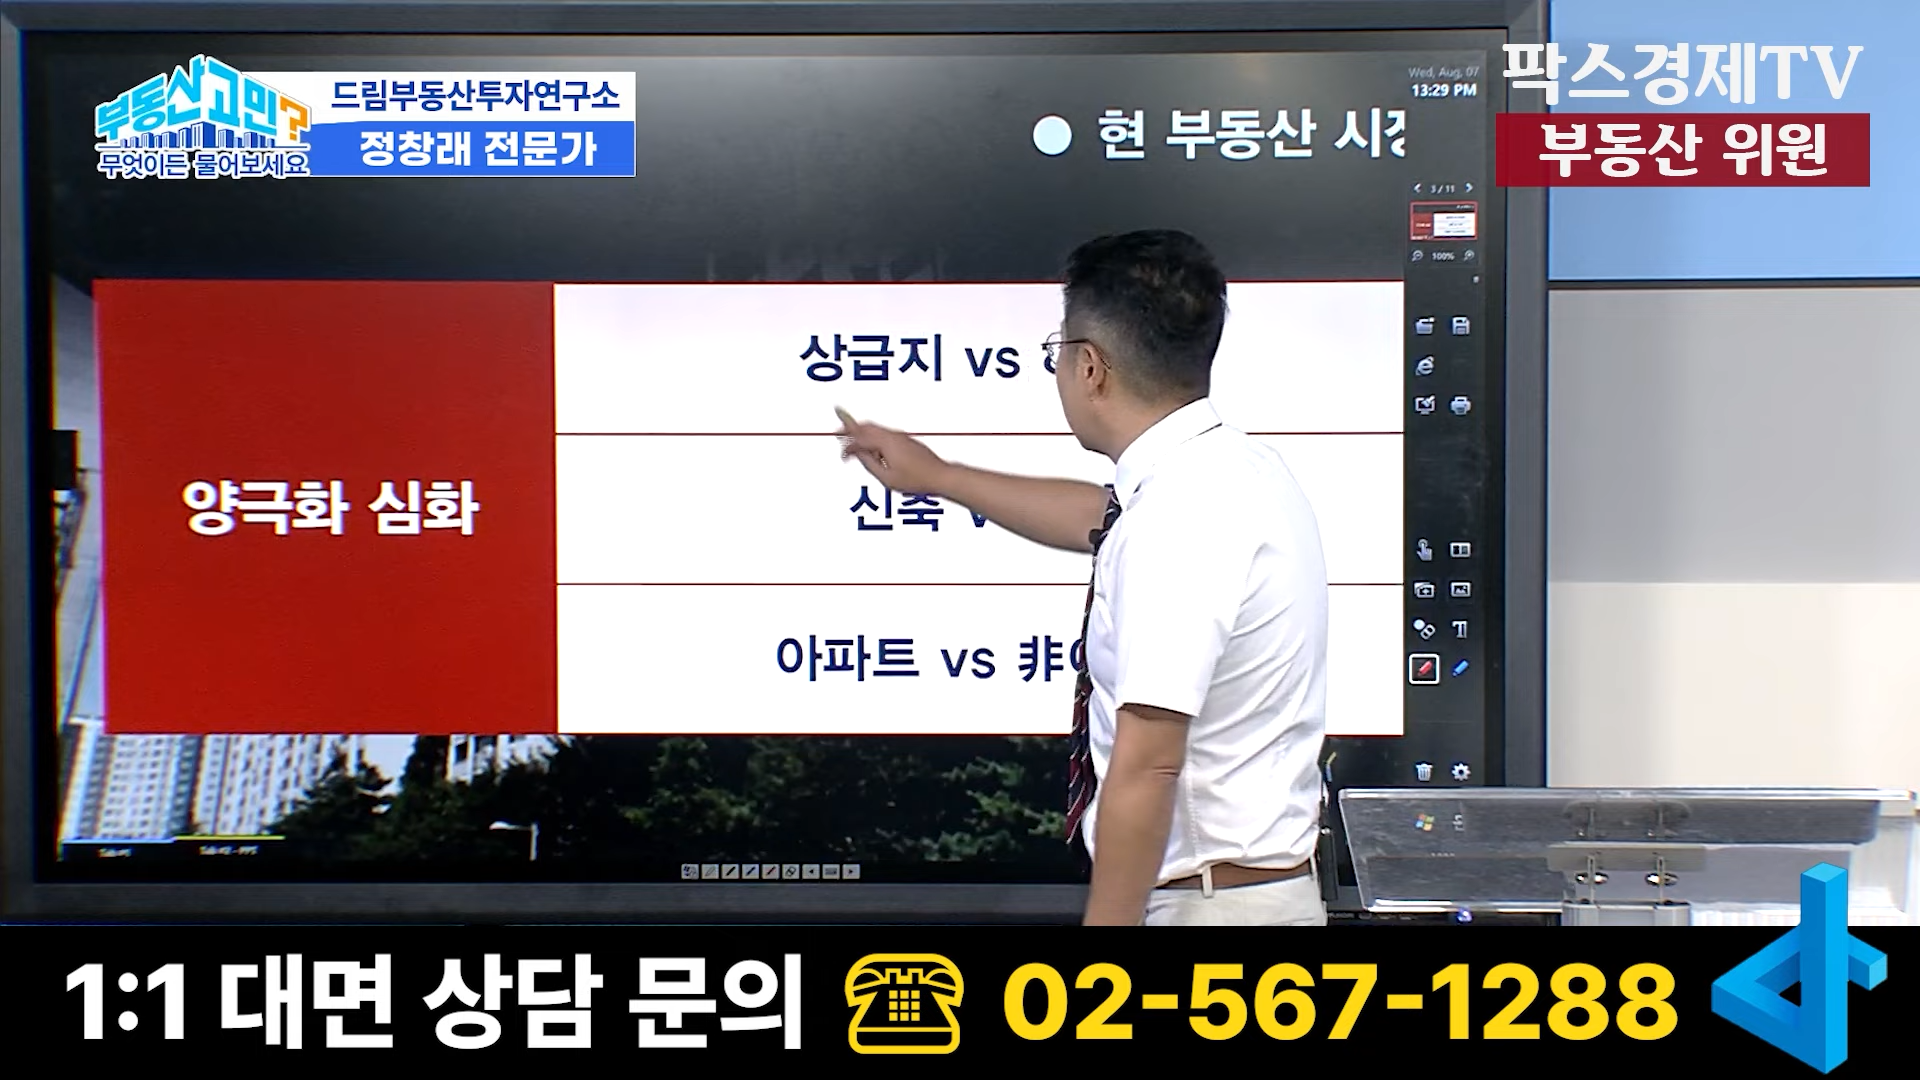 부동산고민?
무엇이든 물어보세요
드림부동산투자연구소
정창래 전문가
Wed, Aug, 07
13:29 PM
팍스경제TV
부동산 위원
현 부동산
3 / 11
100%
양극화 심화
상급지 vs
신축
아파트 vs 非
1:1 대면 상담 문의
02-567-1288